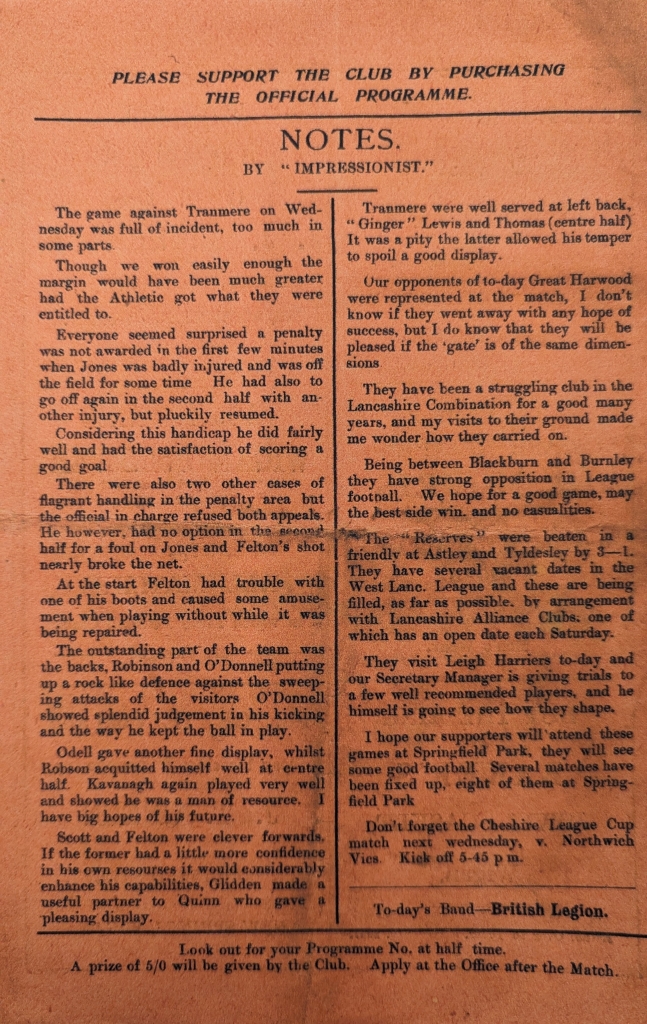 PLEASE SUPPORT THE CLUB BY PURCHASING
THE OFFICIAL PROGRAMME.
NOTES.
BY "IMPRESSIONIST."
The game against Tranmere on Wed-
nesday was full of incident, too much in
some parts
Though we won easily enough the
margin would have been much greater
had the Athletic got what they were
entitled to.
Everyone seemed surprised a penalty
was not awarded in the first few minutes
when Jones was badly injured and was off
the field for some time He had also to
go off again in the second half with an-
other injury, but pluckily resumed.
Considering this handicap he did fairly
well and had the satisfaction of scoring a
good goal
There were also two other cases of
flagrant handling in the penalty area but
the official in charge refused both appeals.
He however, had no option in the second
half for a foul on Jones and Felton's shot
nearly broke the net.
At the start Felton had trouble with
one of his boots and caused some amuse-
ment when playing without while it was
being repaired.
The outstanding part of the team was
the backs, Robinson and O'Donnell putting
up a rock like defence against the sweep-
ing attacks of the visitors O'Donnell
showed splendid judgement in his kicking
and the way he kept the ball in play.
Odell gave another fine display, whilst
Robson acquitted himself well at centre
half. Kavanagh again played very well
and showed he was a man of resource. I
have big hopes of his future.
Scott and Felton were clever forwards.
If the former had a little more confidence
in his own resourses it would considerably
enhance his capabilities, Glidden made a
useful partner to Quinn who gave a
pleasing display.
Tranmere were well served at left back,
"Ginger" Lewis and Thomas (centre half)
It was a pity the latter allowed his temper
to spoil a good display.
Our opponents of to-day Great Harwood
were represented at the match, I don't
know if they went away with any hope of
success, but I do know that they will be
pleased if the 'gate' is of the same dimen-
sions
They have been a struggling club in the
Lancashire Combination for a good many
years, and my visits to their ground made
me wonder how they carried on.
Being between Blackburn and Burnley
they have strong opposition in League
football. We hope for a good game, may
the best side win. and no casualities.
The "Reserves" were beaten in a
friendly at Astley and Tyldesley by 3—1.
They have several vacant dates in the
West Lanc. League and these are being
filled, as far as possible. by arrangement
with Lancashire Alliance Clubs. one of
which has an open date each Saturday.
They visit Leigh Harriers to-day and
our Secretary Manager is giving trials to
a few well recommended players, and he
himself is going to see how they shape.
I hope our supporters will attend these
games at Springfield Park, they will see
some good football Several matches have
been fixed up, eight of them at Spring-
field Park
Don't forget the Cheshire League Cup
match next wednesday, v. Northwich
Vics Kick off 5-45 p m.
To-day's Band—British Legion.
Look out for your Programme No. at half time.
A prize of 5/0 will be given by the Club. Apply at the Office after the Match.